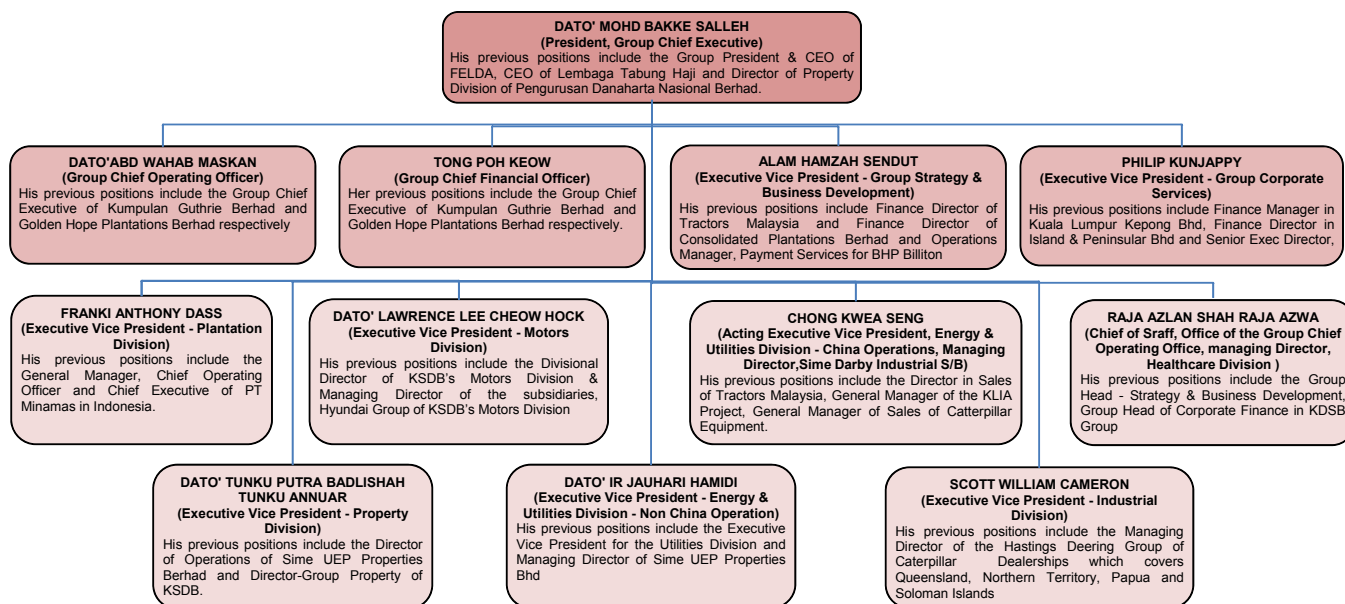 DATO' MOHD BAKKE SALLEH
(President, Group Chief Executive)
His previous positions include the Group President & CEO of
FELDA, CEO of Lembaga Tabung Haji and Director of Property
Division of Pengurusan Danaharta Nasional Berhad.
DATO'ABD WAHAB MASKAN
(Group Chief Operating Officer)
His previous positions include the Group Chief
Executive of Kumpulan Guthrie Berhad and
Golden Hope Plantations Berhad respectively
TONG POH KEOW
(Group Chief Financial Officer)
Her previous positions include the Group Chief
Executive of Kumpulan Guthrie Berhad and
Golden Hope Plantations Berhad respectively.
ALAM HAMZAH SENDUT
(Executive Vice President - Group Strategy &
Business Development)
His previous positions include Finance Director of
Tractors Malaysia and Finance Director of
Consolidated Plantations Berhad and Operations
Manager, Payment Services for BHP Billiton
PHILIP KUNJAPPY
(Executive Vice President - Group Corporate
Services)
His previous positions include Finance Manager in
Kuala Lumpur Kepong Bhd, Finance Director in
Island & Peninsular Bhd and Senior Exec Director,
FRANKI ANTHONY DASS
(Executive Vice President - Plantation
Division)
His previous positions include the
General Manager, Chief Operating
Officer and Chief Executive of PT
Minamas in Indonesia.
DATO' LAWRENCE LEE CHEOW HOCK
(Executive Vice President - Motors
Division)
His previous positions include the Divisional
Director of KSDB's Motors Division &
Managing Director of the subsidiaries,
Hyundai Group of KSDB's Motors Division
CHONG KWEA SENG
(Acting Executive Vice President, Energy &
Utilities Division - China Operations, Managing
Director,Sime Darby Industrial S/B)
His previous positions include the Director in Sales
of Tractors Malaysia, General Manager of the KLIA
Project, General Manager of Sales of Catterpillar
Equipment.
RAJA AZLAN SHAH RAJA AZWA
(Chief of Sraff, Office of the Group Chief
Operating Office, managing Director,
Healthcare Division )
His previous positions include the Group
Head - Strategy & Business Development,
Group Head of Corporate Finance in KDSB
Group
DATO' TUNKU PUTRA BADLISHAH
TUNKU ANNUAR
(Executive Vice President - Property
Division)
His previous positions include the Director
of Operations of Sime UEP Properties
Berhad and Director-Group Property of
KSDB.
DATO' IR JAUHARI HAMIDI
(Executive Vice President - Energy &
Utilities Division - Non China Operation)
His previous positions include the Executive
Vice President for the Utilities Division and
Managing Director of Sime UEP Properties
Bhd
SCOTT WILLIAM CAMERON
(Executive Vice President - Industrial
Division)
His previous positions include the Managing
Director of the Hastings Deering Group of
Caterpillar Dealerships which covers
Queensland, Northern Territory, Papua and
Soloman Islands